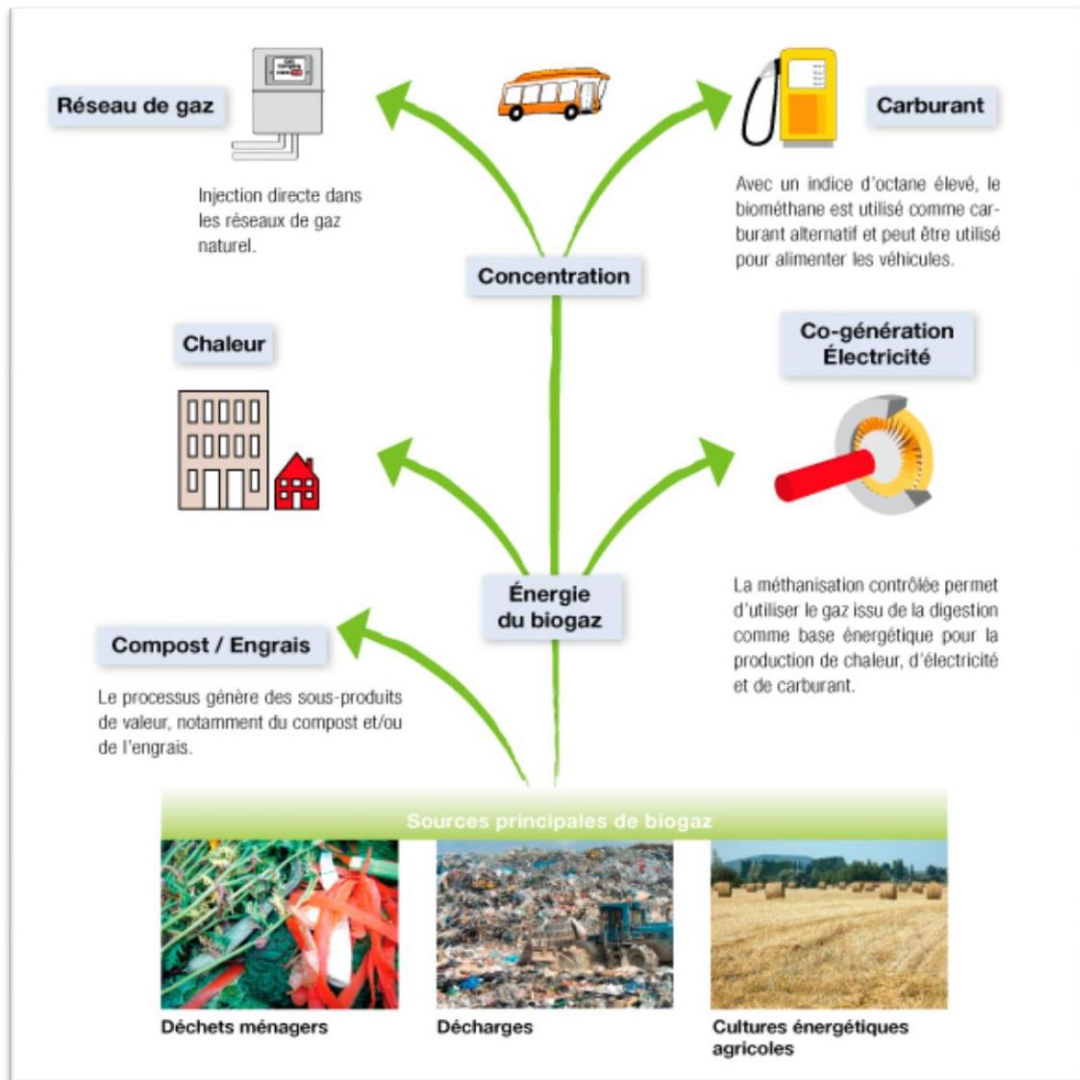 Réseau de gaz
Injection directe dans
les réseaux de gaz
naturel.
Carburant
Avec un indice d'octane élevé, le
biométhane est utilisé comme car-
burant alternatif et peut être utilisé
pour alimenter les véhicules.
Concentration
Chaleur
Co-génération
Électricité
La méthanisation contrôlée permet
d'utiliser le gaz issu de la digestion
comme base énergétique pour la
production de chaleur, d'électricité
et de carburant.
Énergie
du biogaz
Compost / Engrais
Le processus génère des sous-produits
de valeur, notamment du compost et/ou
de l'engrais.
Sources principales de biogaz
Déchets ménagers
Décharges
Cultures énergétiques
agricoles